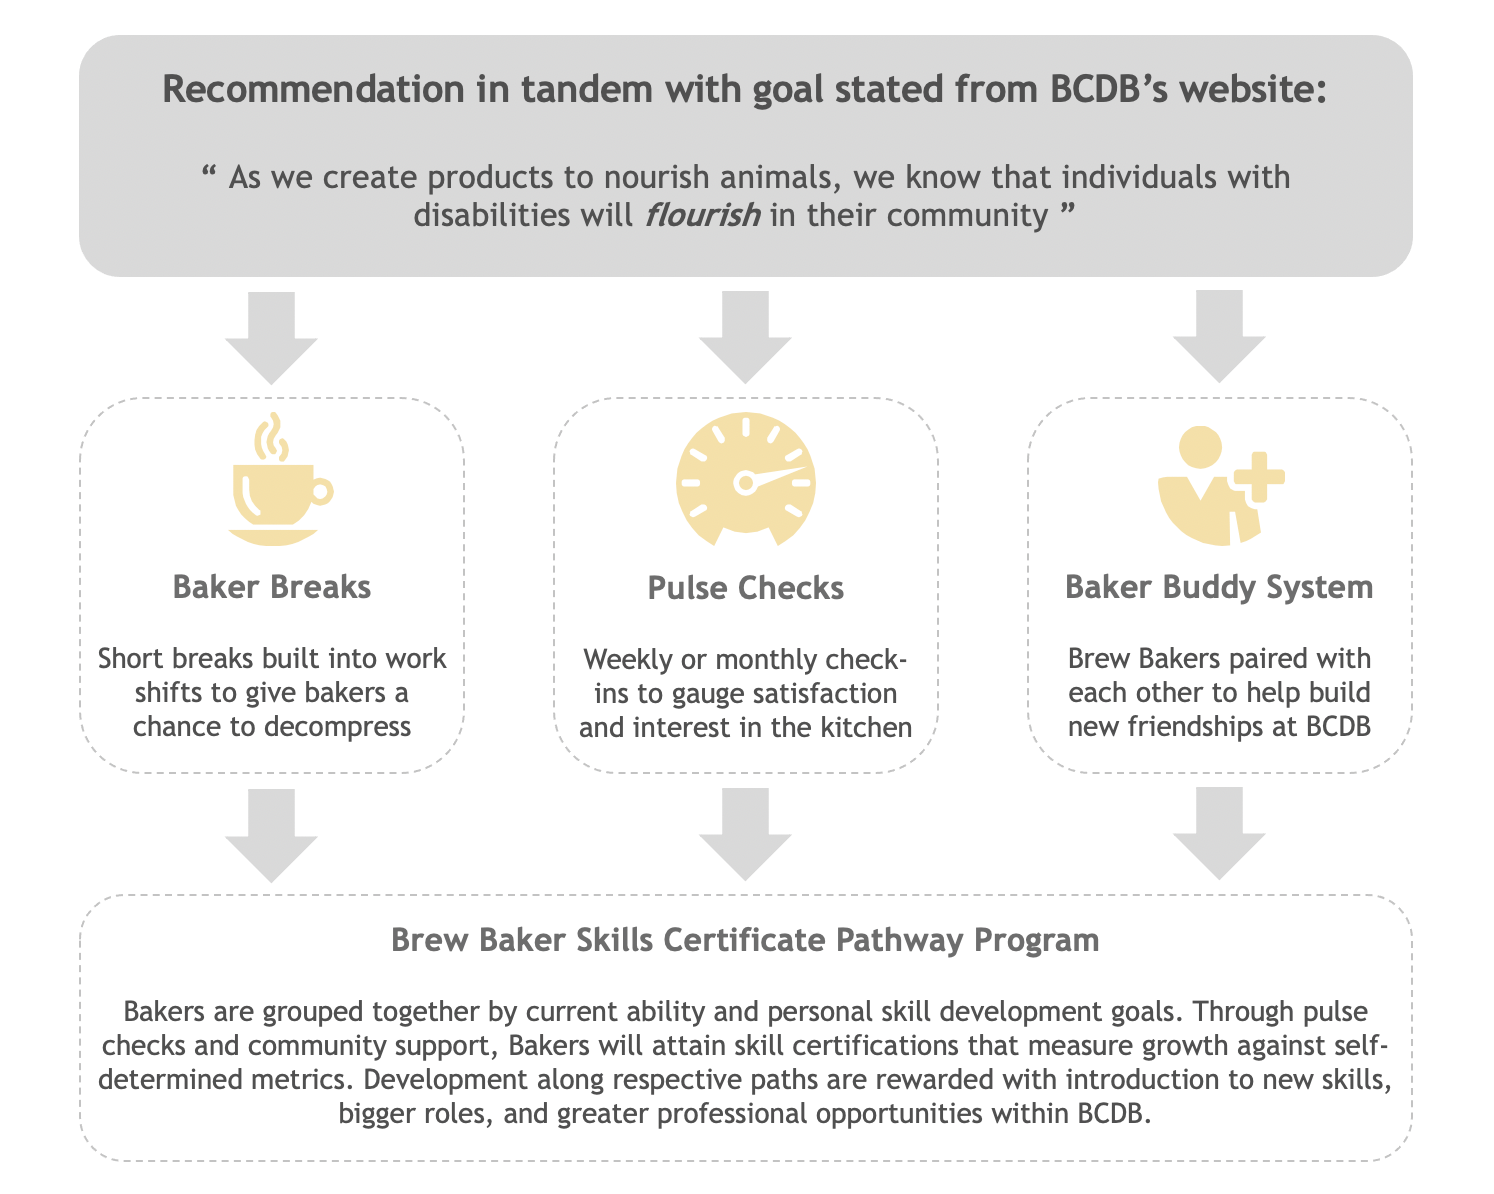 Recommendation in tandem with goal stated from BCDB’s website:
“ As we create products to nourish animals, we know that individuals with
disabilities will flourish in their community ”
Baker Breaks
Short breaks built into work
shifts to give bakers a
chance to decompress
Pulse Checks
Weekly or monthly check-
ins to gauge satisfaction
and interest in the kitchen
Baker Buddy System
Brew Bakers paired with
each other to help build
new friendships at BCDB
Brew Baker Skills Certificate Pathway Program
Bakers are grouped together by current ability and personal skill development goals. Through pulse
checks and community support, Bakers will attain skill certifications that measure growth against self-
determined metrics. Development along respective paths are rewarded with introduction to new skills,
bigger roles, and greater professional opportunities within BCDB.